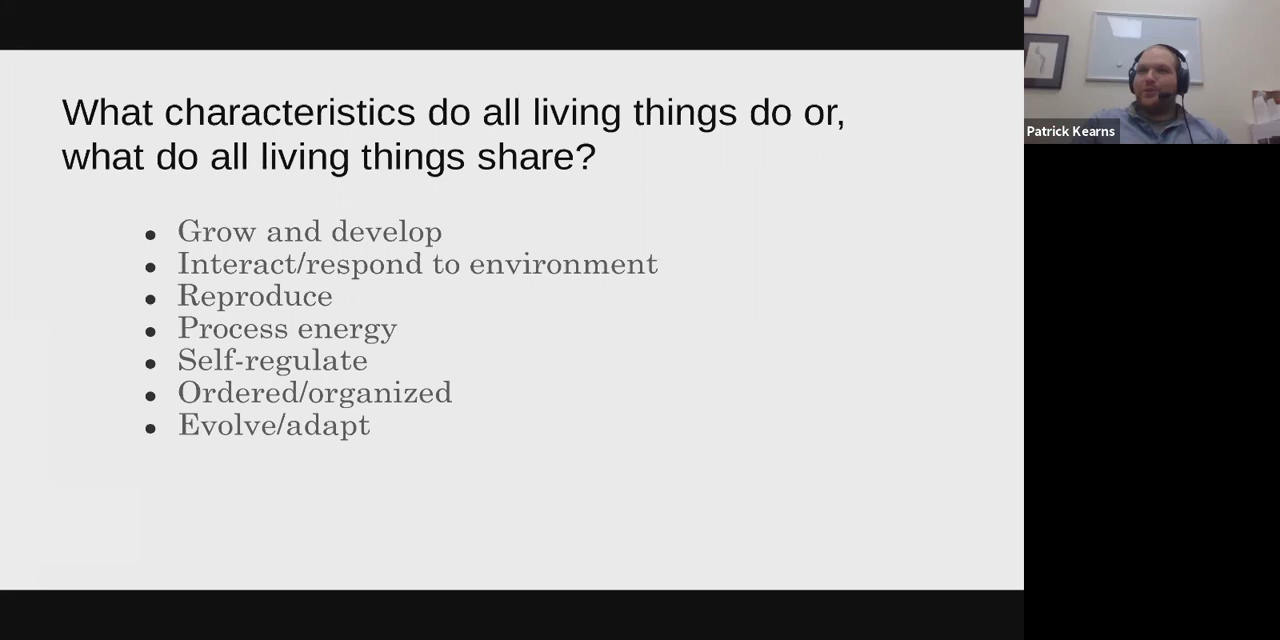 What characteristics do all living things do or,
what do all living things share?
Grow and develop
Interact/respond to environment
Reproduce
Process energy
Self-regulate
Ordered/organized
Evolve/adapt
Patrick Kearns